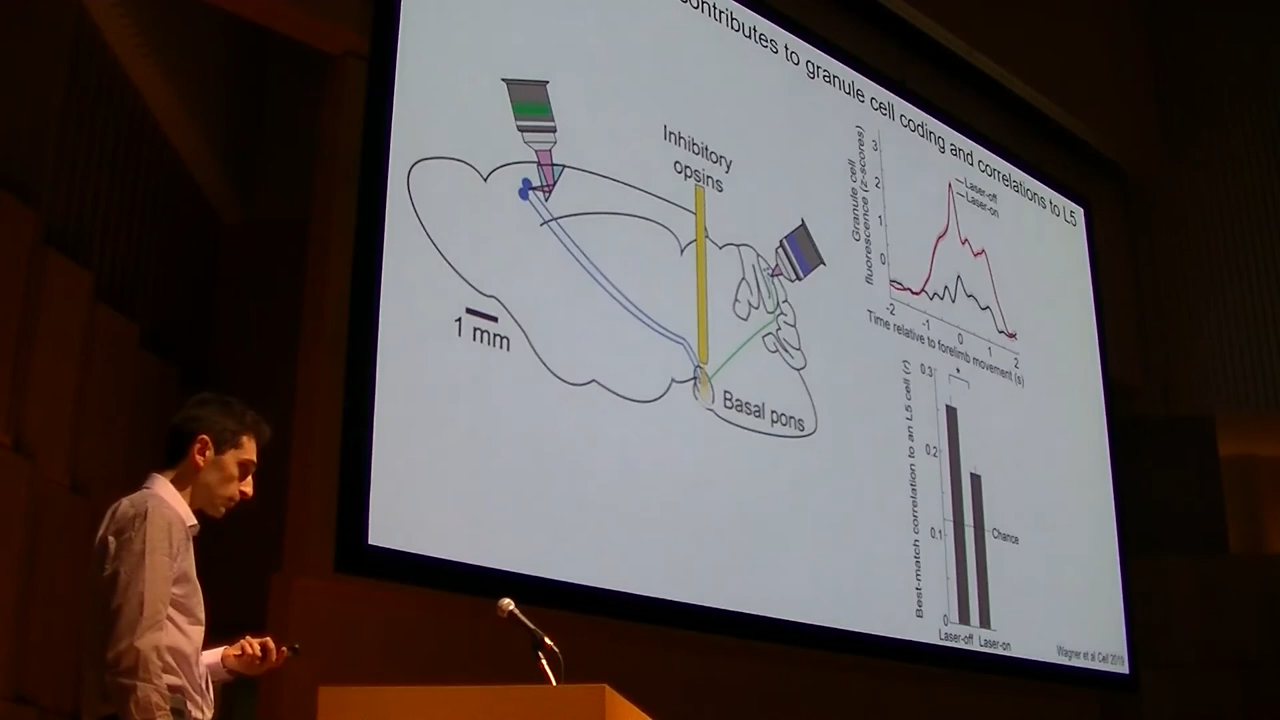 contributes to granule cell coding and correlations to L5
Inhibitory
opsins
1 mm
Basal pons
Granule cell
fluorescence (z-scores)
3
2
1
0
Laser-off
Laser-on
-2
-1
0
1
2
Time relative to forelimb movement (s)
Best-match correlation to an L5 cell (r)
0.3
*
0.2
0.1
Chance
0
Laser-off
Laser-on
Wagner et al Cell 2019